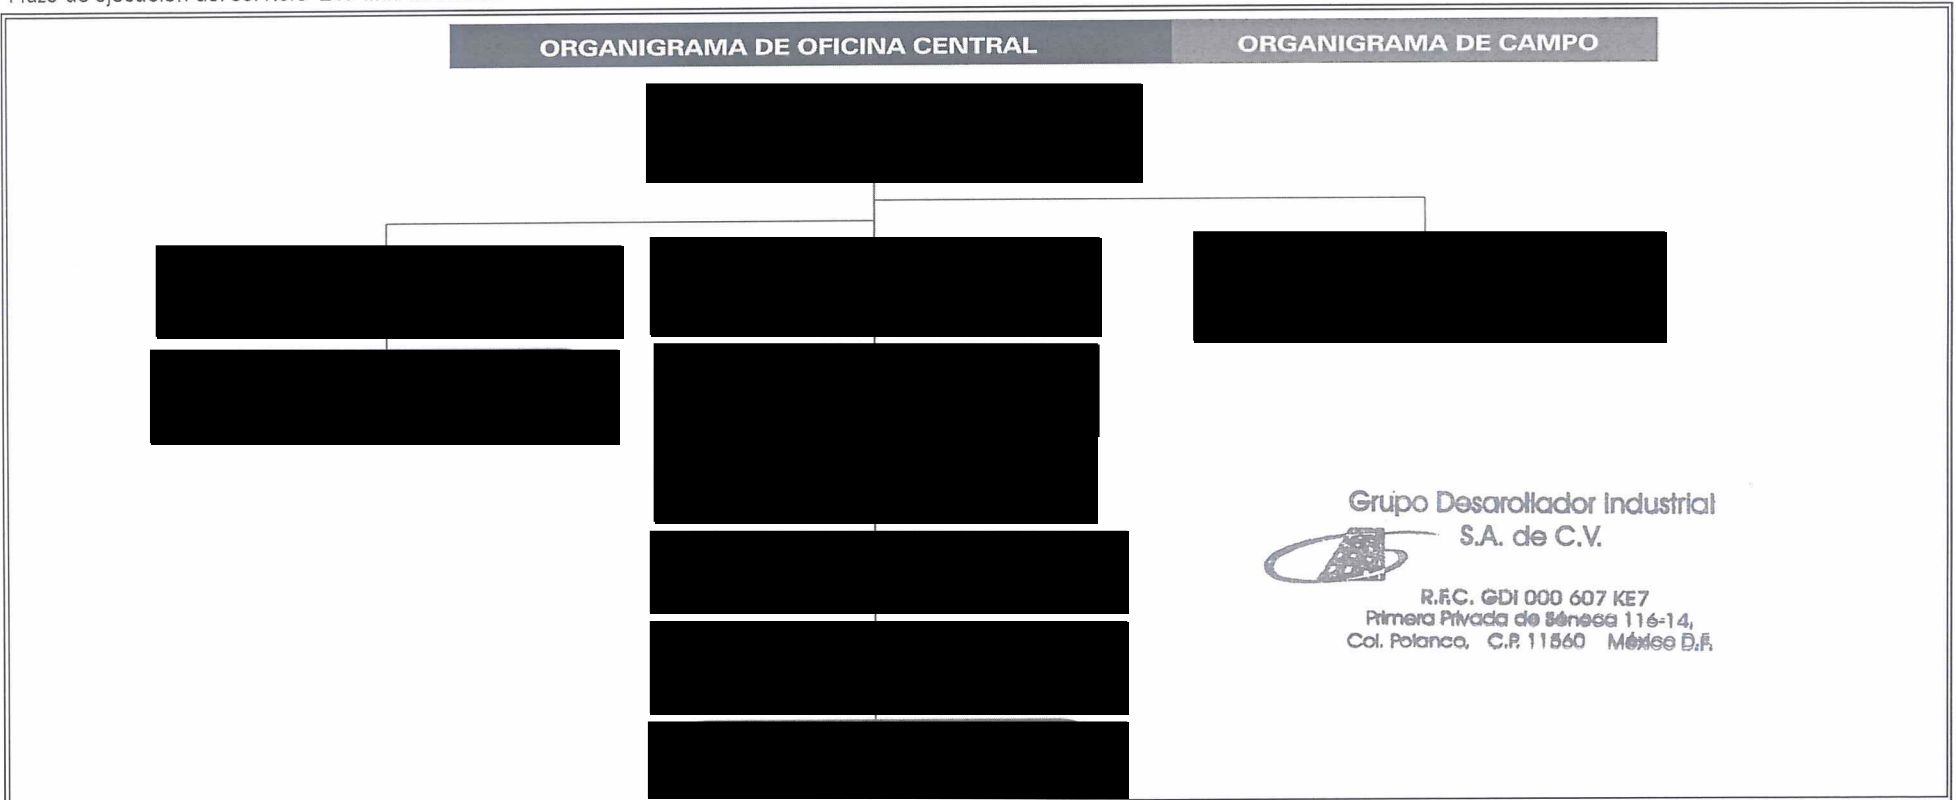 ORGANIGRAMA DE OFICINA CENTRAL
ORGANIGRAMA DE CAMPO
Grupo Desarollador Industrial
S.A. de C.V.
R.F.C. GDI 000 607 KE7
Primera Privada de Séneca 116-14,
Col. Polanco, C.P. 11560 México D.F.